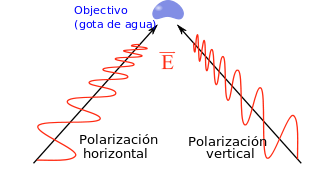 Objectivo
(gota de agua)
E
Polarización
horizontal
Polarización
vertical